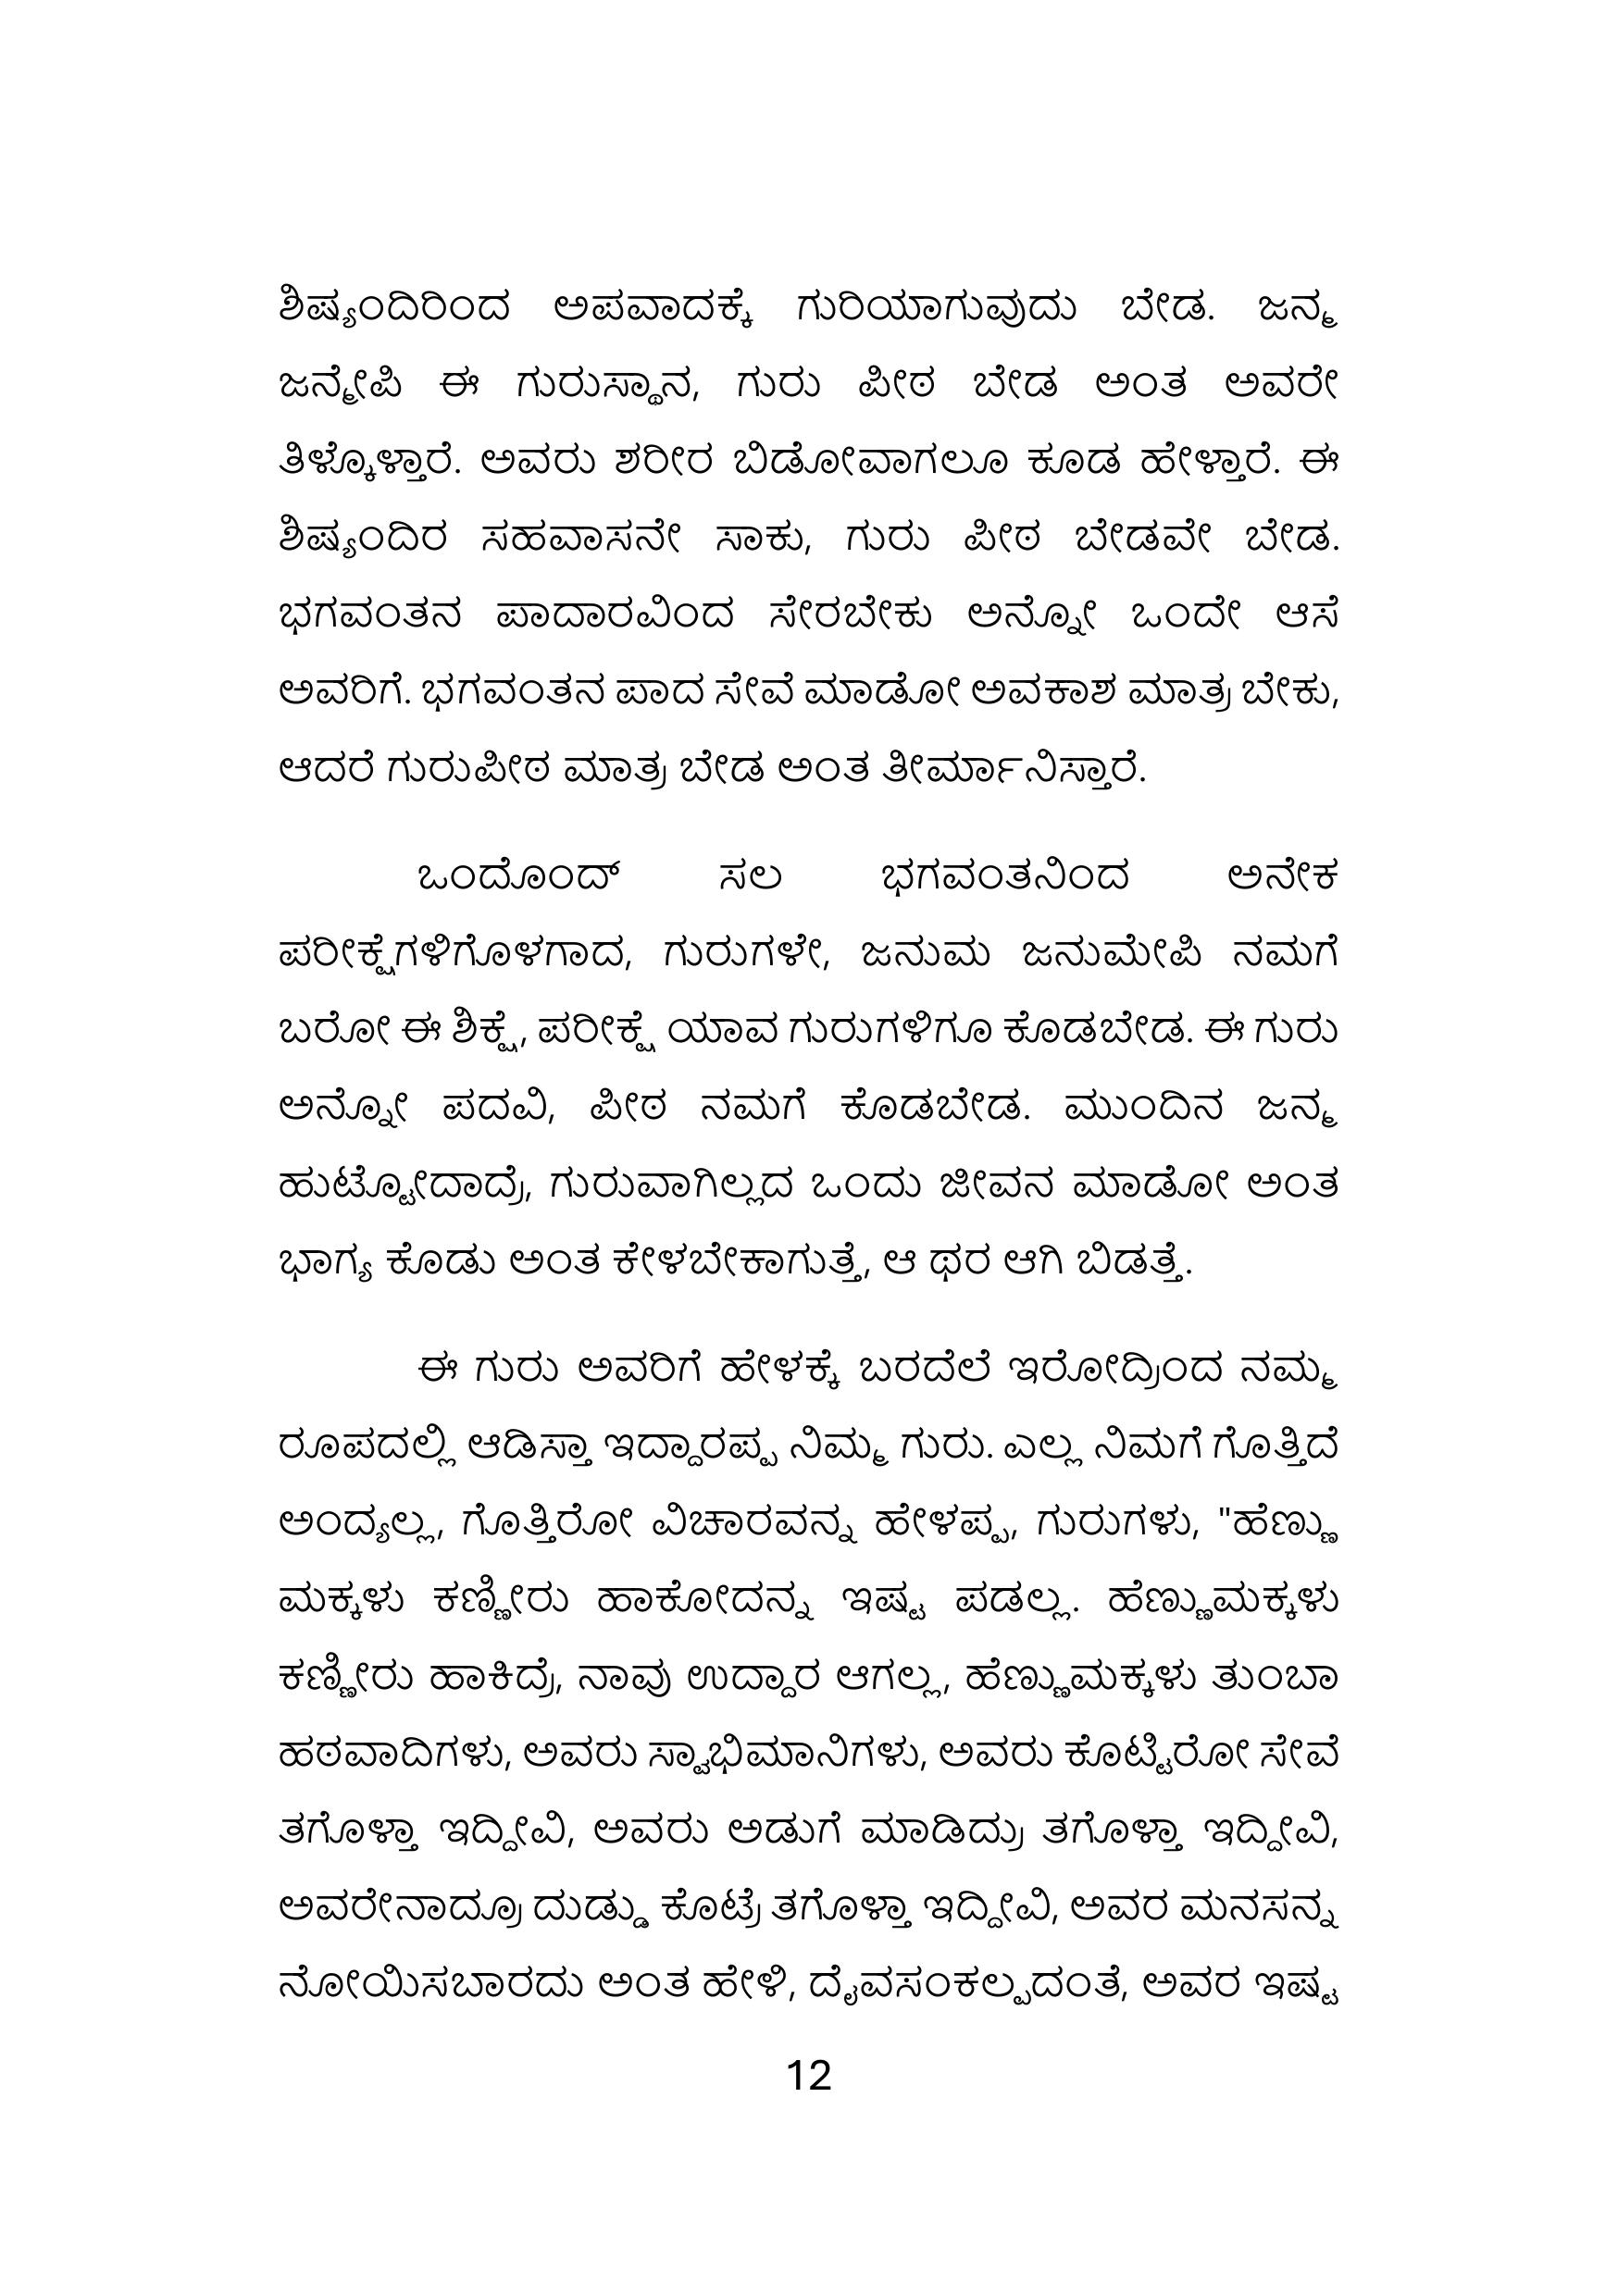 ಶಿಷ್ಯಂದಿರಿಂದ ಅಪವಾದಕ್ಕೆ ಗುರಿಯಾಗುವುದು ಬೇಡ. ಜನ್ಮ
ಜನ್ಮೇಪಿ ಈ ಗುರುಸ್ಥಾನ, ಗುರು ಪೀಠ ಬೇಡ ಅಂತ ಅವರೇ
ತಿಳ್ಕೊಳ್ತಾರೆ. ಅವರು ಶರೀರ ಬಿಡೋವಾಗಲೂ ಕೂಡ ಹೇಳ್ತಾರೆ. ಈ
ಶಿಷ್ಯಂದಿರ ಸಹವಾಸನೇ ಸಾಕು, ಗುರು ಪೀಠ ಬೇಡವೇ ಬೇಡ.
ಭಗವಂತನ ಪಾದಾರವಿಂದ ಸೇರಬೇಕು ಅನ್ನೋ ಒಂದೇ ಆಸೆ
ಅವರಿಗೆ. ಭಗವಂತನ ಪಾದ ಸೇವೆ ಮಾಡೋ ಅವಕಾಶ ಮಾತ್ರ ಬೇಕು,
ಆದರೆ ಗುರುಪೀಠ ಮಾತ್ರ ಬೇಡ ಅಂತ ತೀರ್ಮಾನಿಸ್ತಾರೆ.
ಒಂದೊಂದ್ ಸಲ ಭಗವಂತನಿಂದ ಅನೇಕ
ಪರೀಕ್ಷೆಗಳಿಗೊಳಗಾದ, ಗುರುಗಳೇ, ಜನುಮ ಜನುಮೇಪಿ ನಮಗೆ
ಬರೋ ಈ ಶಿಕ್ಷೆ, ಪರೀಕ್ಷೆ ಯಾವ ಗುರುಗಳಿಗೂ ಕೊಡಬೇಡ. ಈ ಗುರು
ಅನ್ನೋ ಪದವಿ, ಪೀಠ ನಮಗೆ ಕೊಡಬೇಡ. ಮುಂದಿನ ಜನ್ಮ
ಹುಟ್ಟೋದಾದ್ರೆ, ಗುರುವಾಗಿಲ್ಲದ ಒಂದು ಜೀವನ ಮಾಡೋ ಅಂತ
ಭಾಗ್ಯ ಕೊಡು ಅಂತ ಕೇಳಬೇಕಾಗುತ್ತೆ, ಆ ಥರ ಆಗಿ ಬಿಡತ್ತೆ.
ಈ ಗುರು ಅವರಿಗೆ ಹೇಳಕ್ಕೆ ಬರದೆಲೆ ಇರೋದ್ರಿಂದ ನಮ್ಮ
ರೂಪದಲ್ಲಿ ಆಡಿಸ್ತಾ ಇದ್ದಾರಪ್ಪ ನಿಮ್ಮ ಗುರು. ಎಲ್ಲ ನಿಮಗೆ ಗೊತ್ತಿದೆ
ಅಂದ್ಯಲ್ಲ, ಗೊತ್ತಿರೋ ವಿಚಾರವನ್ನ ಹೇಳಪ್ಪ, ಗುರುಗಳು, "ಹೆಣ್ಣು
ಮಕ್ಕಳು ಕಣ್ಣೀರು ಹಾಕೋದನ್ನ ಇಷ್ಟ ಪಡಲ್ಲ. ಹೆಣ್ಣುಮಕ್ಕಳು
ಕಣ್ಣೀರು ಹಾಕಿದ್ರೆ, ನಾವು ಉದ್ದಾರ ಆಗಲ್ಲ, ಹೆಣ್ಣುಮಕ್ಕಳು ತುಂಬಾ
ಹಠವಾದಿಗಳು, ಅವರು ಸ್ವಾಭಿಮಾನಿಗಳು, ಅವರು ಕೊಟ್ಟಿರೋ ಸೇವೆ
ತಗೊಳ್ತಾ ಇದ್ದೀವಿ, ಅವರು ಅಡುಗೆ ಮಾಡಿದ್ರು ತಗೊಳ್ತಾ ಇದ್ದೀವಿ,
ಅವರೇನಾದ್ರೂ ದುಡ್ಡು ಕೊಟ್ರೆ ತಗೊಳ್ತಾ ಇದ್ದೀವಿ, ಅವರ ಮನಸನ್ನ
ನೋಯಿಸಬಾರದು ಅಂತ ಹೇಳಿ, ದೈವಸಂಕಲ್ಪದಂತೆ, ಅವರ ಇಷ್ಟ
12